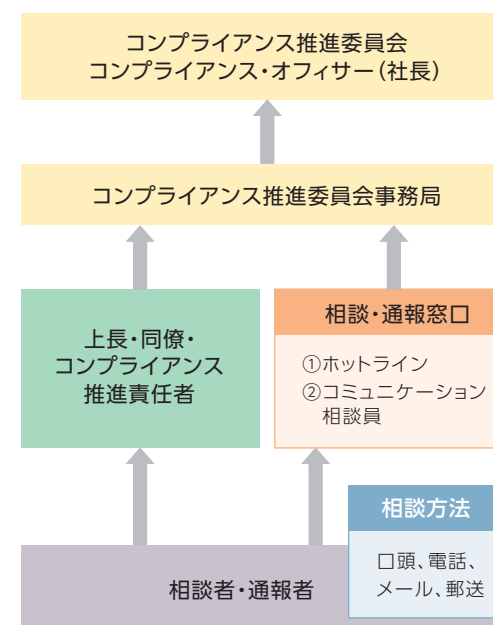 コンプライアンス推進委員会
コンプライアンス・オフィサー（社長）
コンプライアンス推進委員会事務局
上長・同僚・
コンプライアンス
推進責任者
相談・通報窓口
①ホットライン
②コミュニケーション
相談員
相談方法
口頭、電話、
メール、郵送
相談者・通報者